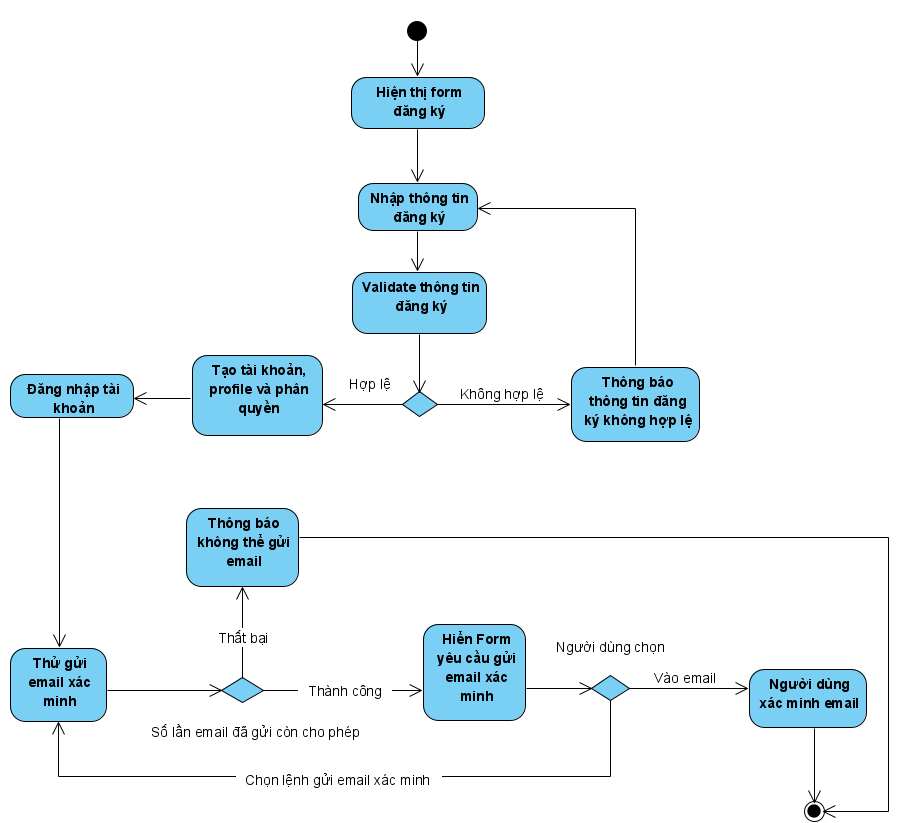 Hiện thị form
đăng ký
Nhập thông tin
đăng ký
Validate thông tin
đăng ký
Hợp lệ
Không hợp lệ
Tạo tài khoản,
profile và phân
quyền
Đăng nhập tài
khoản
Thông báo
thông tin đăng
ký không hợp lệ
Thông báo
không thể gửi
email
Thất bại
Thử gửi
email xác
minh
Thành công
Số lần email đã gửi còn cho phép
Hiển Form
yêu cầu gửi
email xác
minh
Người dùng chọn
Vào email
Người dùng
xác minh email
Chọn lệnh gửi email xác minh